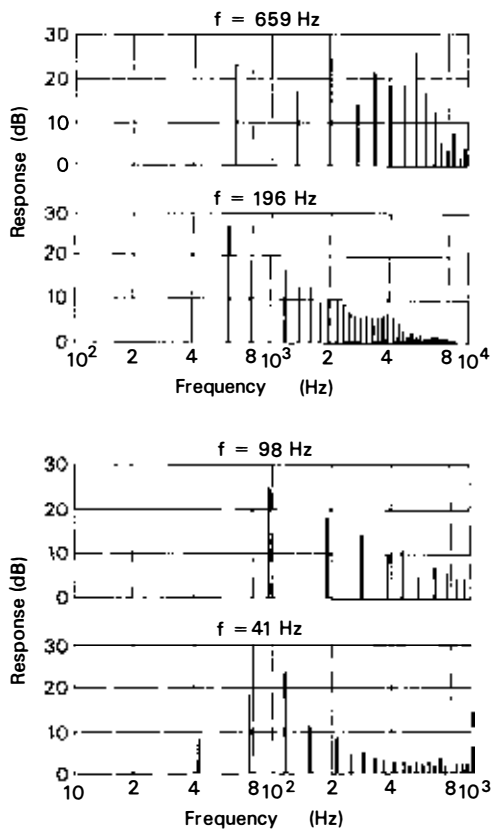 f = 659 Hz
30
20
10
0
Response (dB)
f = 196 Hz
30
20
10
0
10² 2 4 8 10³ 2 4 8 10⁴
Frequency (Hz)
f = 98 Hz
30
20
10
0
Response (dB)
f = 41 Hz
30
20
10
0
10 2 4 8 10² 2 4 8 10³
Frequency (Hz)